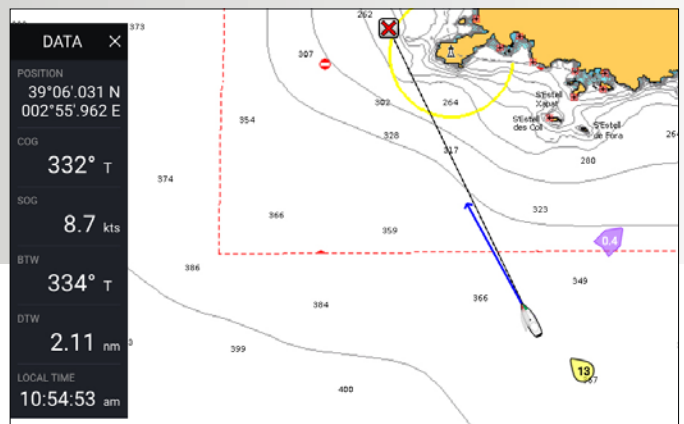 DATA
POSITION
39°06'.031 N
002°55'.962 E
COG
332° T
SOG
8.7 kts
BTW
334° T
DTW
2.11 nm
LOCAL TIME
10:54:53 am
373
262
307
302
264
354
328
317
S'Estell
Xapat
S'Estell
des Coll
S'Estell
de Fora
264
280
374
366
359
323
0.4
386
349
384
366
399
13
400